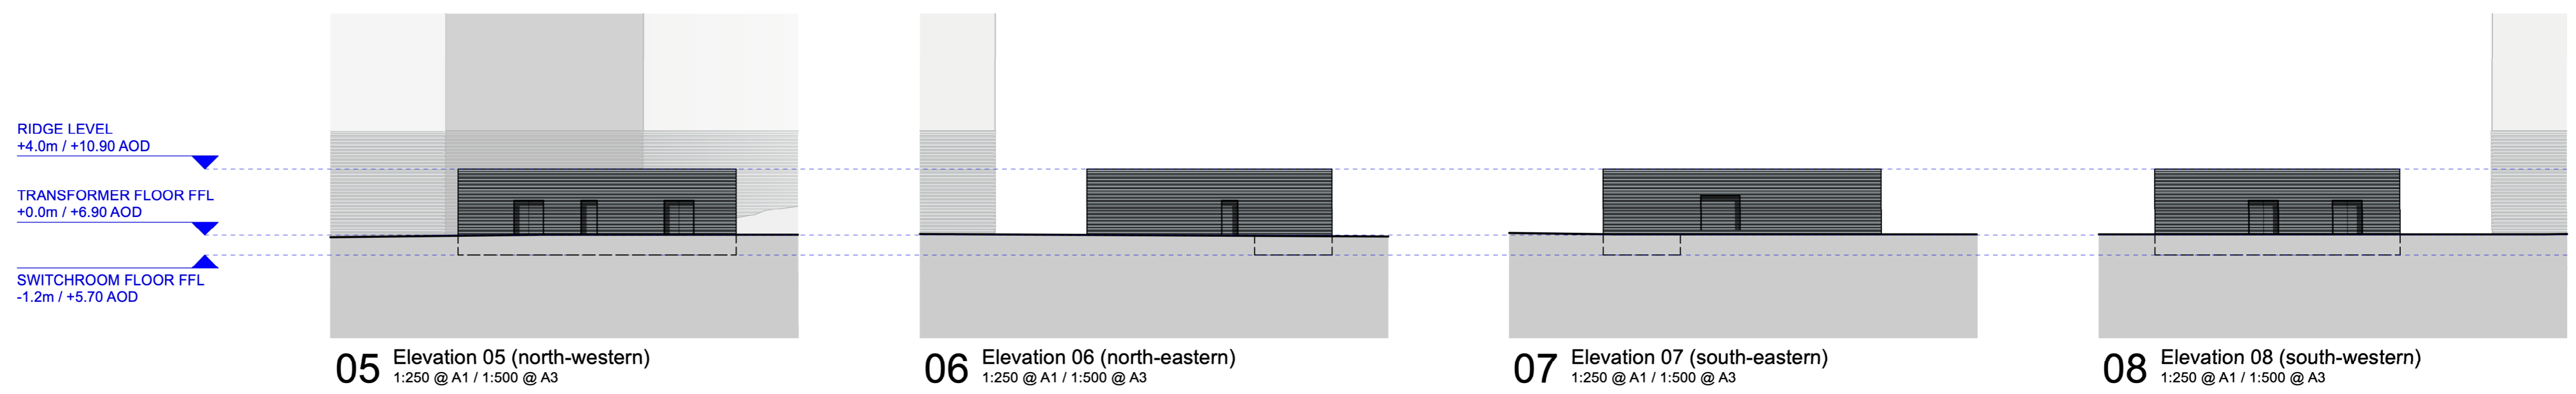 RIDGE LEVEL
+4.0m / +10.90 AOD
TRANSFORMER FLOOR FFL
+0.0m / +6.90 AOD
SWITCHROOM FLOOR FFL
-1.2m / +5.70 AOD
05 Elevation 05 (north-western)
1:250 @ A1 / 1:500 @ A3
06 Elevation 06 (north-eastern)
1:250 @ A1 / 1:500 @ A3
07 Elevation 07 (south-eastern)
1:250 @ A1 / 1:500 @ A3
08 Elevation 08 (south-western)
1:250 @ A1 / 1:500 @ A3